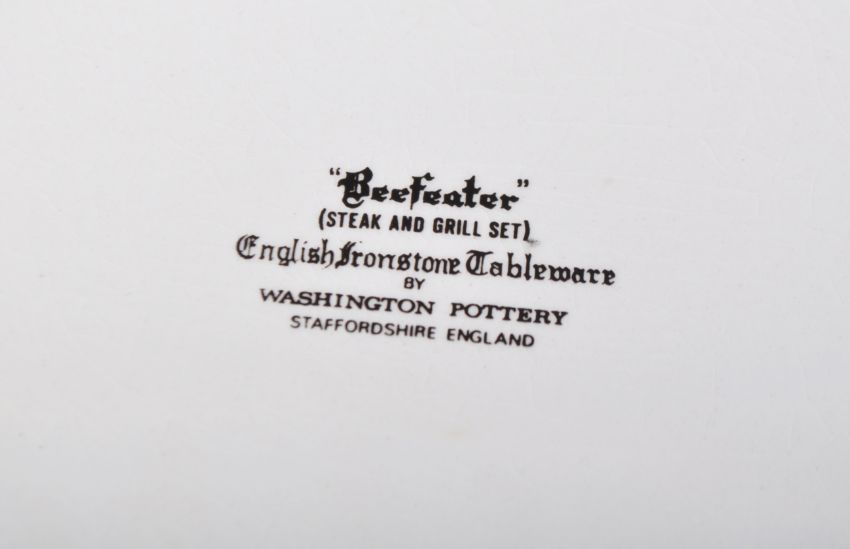 "Beefeater"
(STEAK AND GRILL SET)
English Ironstone Tableware
BY
WASHINGTON POTTERY
STAFFORDSHIRE ENGLAND